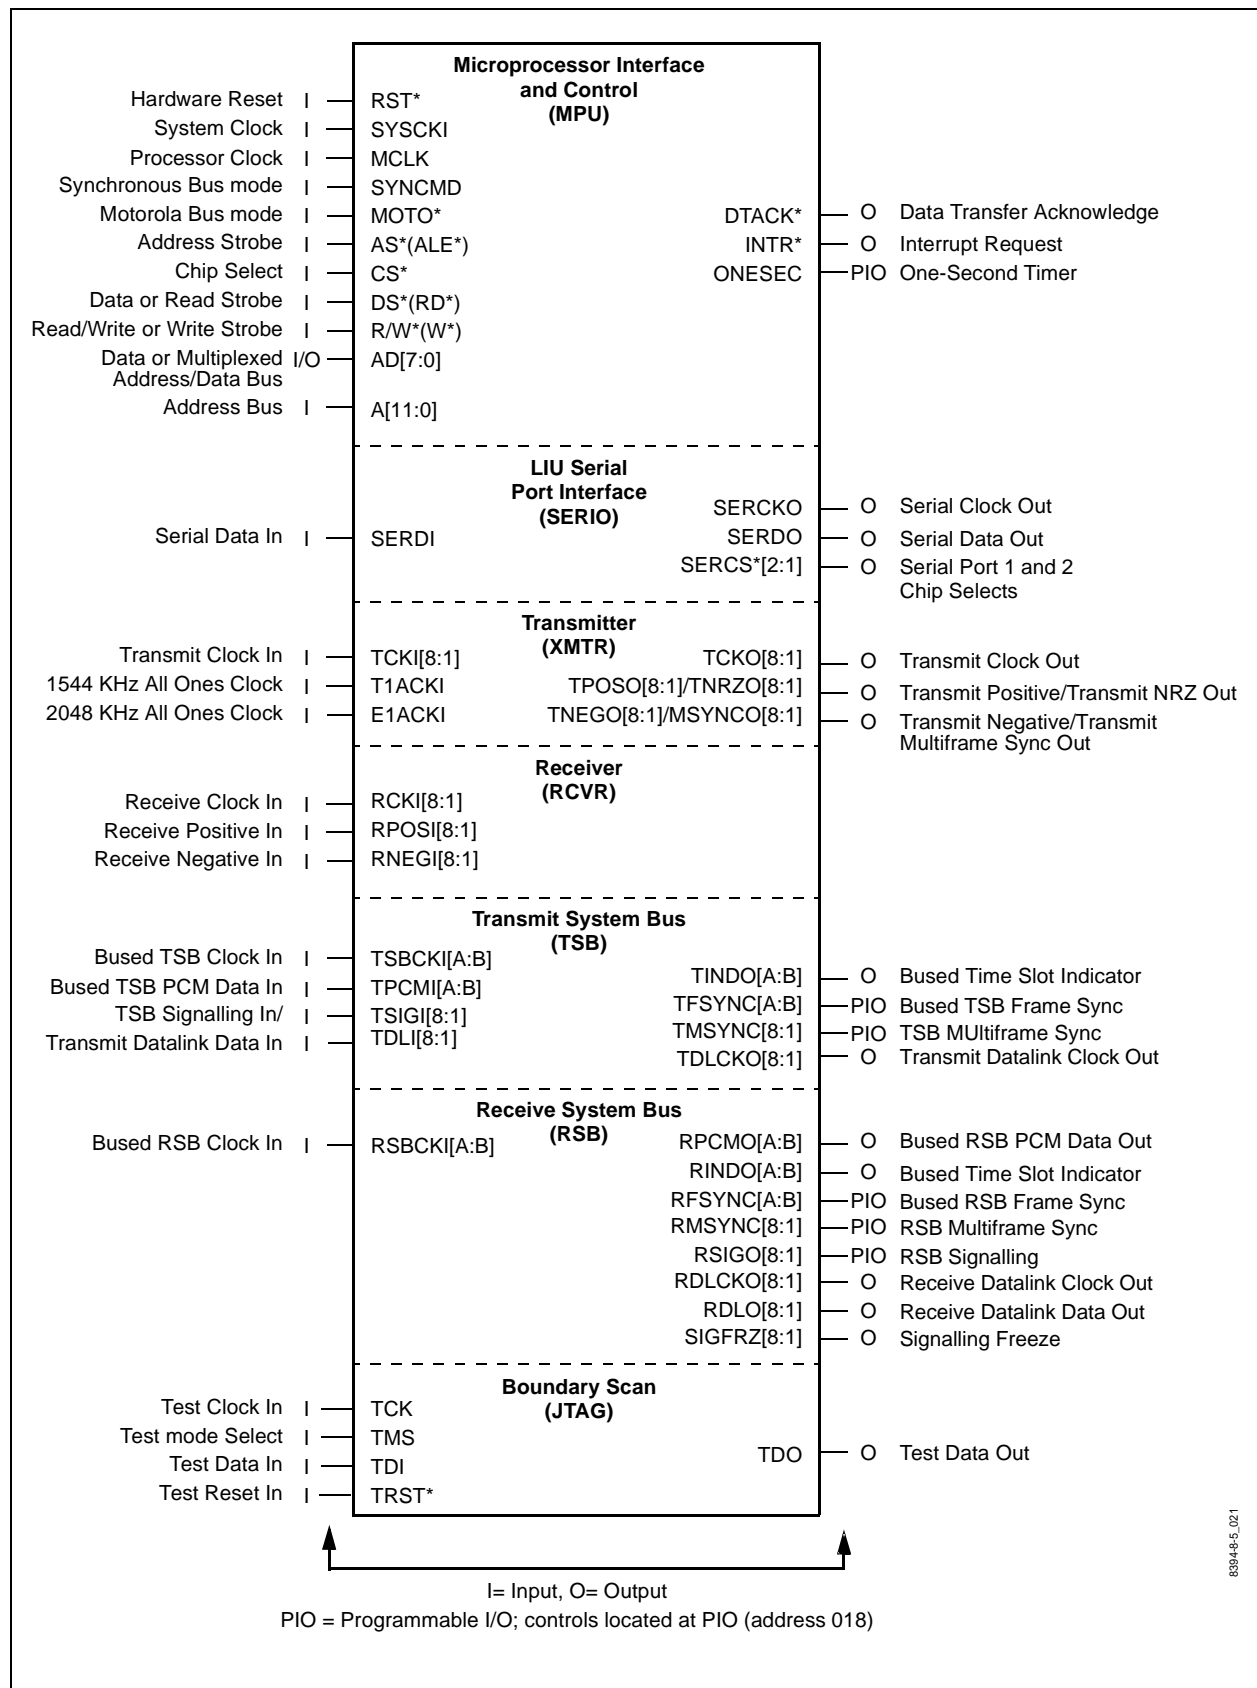 Microprocessor Interface
and Control
(MPU)
Hardware Reset I RST*
System Clock I SYSCKI
Processor Clock I MCLK
Synchronous Bus mode I SYNCMD
Motorola Bus mode I MOTO* DTACK* O Data Transfer Acknowledge
Address Strobe I AS*(ALE*) INTR* O Interrupt Request
Chip Select I CS* ONESEC PIO One-Second Timer
Data or Read Strobe I DS*(RD*)
Read/Write or Write Strobe I R/W*(W*)
Data or Multiplexed I/O AD[7:0]
Address/Data Bus
Address Bus I A[11:0]
LIU Serial
Port Interface
(SERIO)
SERCKO O Serial Clock Out
Serial Data In I SERDI SERDO O Serial Data Out
SERCS*[2:1] O Serial Port 1 and 2
Chip Selects
Transmitter
(XMTR)
Transmit Clock In I TCKI[8:1] TCKO[8:1] O Transmit Clock Out
1544 KHz All Ones Clock I T1ACKI TPOSO[8:1]/TNRZO[8:1] O Transmit Positive/Transmit NRZ Out
2048 KHz All Ones Clock I E1ACKI TNEGO[8:1]/MSYNCO[8:1] O Transmit Negative/Transmit
Multiframe Sync Out
Receiver
(RCVR)
Receive Clock In I RCKI[8:1]
Receive Positive In I RPOSI[8:1]
Receive Negative In I RNEGI[8:1]
Transmit System Bus
(TSB)
Bused TSB Clock In I TSBCKI[A:B] TINDO[A:B] O Bused Time Slot Indicator
Bused TSB PCM Data In I TPCMI[A:B] TFSYNC[A:B] PIO Bused TSB Frame Sync
TSB Signalling In/ I TSIGI[8:1] TMSYNC[8:1] PIO TSB MUltiframe Sync
Transmit Datalink Data In I TDLI[8:1] TDLCKO[8:1] O Transmit Datalink Clock Out
Receive System Bus
(RSB)
Bused RSB Clock In I RSBCKI[A:B] RPCMO[A:B] O Bused RSB PCM Data Out
RINDO[A:B] O Bused Time Slot Indicator
RFSYNC[A:B] PIO Bused RSB Frame Sync
RMSYNC[8:1] PIO RSB Multiframe Sync
RSIGO[8:1] PIO RSB Signalling
RDLCKO[8:1] O Receive Datalink Clock Out
RDLO[8:1] O Receive Datalink Data Out
SIGFRZ[8:1] O Signalling Freeze
Boundary Scan
(JTAG)
Test Clock In I TCK
Test mode Select I TMS TDO O Test Data Out
Test Data In I TDI
Test Reset In I TRST*
I= Input, O= Output
PIO = Programmable I/O; controls located at PIO (address 018)
8394-8-5_021